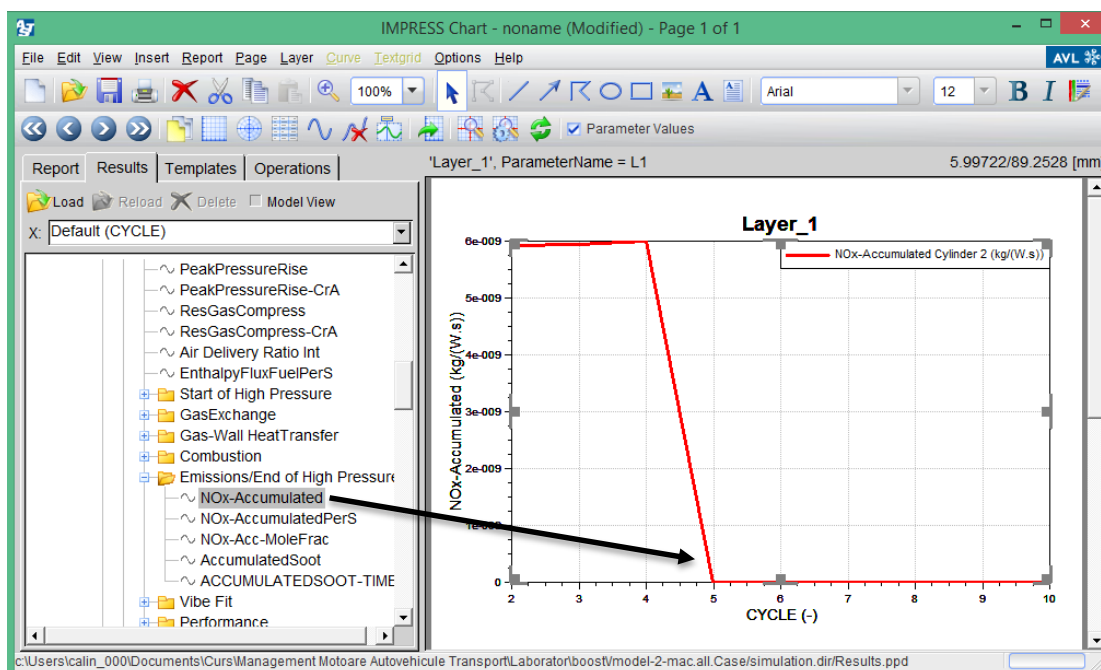 IMPRESS Chart - noname (Modified) - Page 1 of 1
File Edit View Insert Report Page Layer Curve Textgrid Options Help
AVL
100%
A
Arial
12
B I
Parameter Values
Report Results Templates Operations
'Layer_1', ParameterName = L1
5.99722/89.2528 [mm
Load Reload Delete Model View
X: Default (CYCLE)
PeakPressureRise
PeakPressureRise-CrA
ResGasCompress
ResGasCompress-CrA
Air Delivery Ratio Int
EnthalpyFluxFuelPerS
Start of High Pressure
GasExchange
Gas-Wall HeatTransfer
Combustion
Emissions/End of High Pressure
NOx-Accumulated
NOx-AccumulatedPerS
NOx-Acc-MoleFrac
AccumulatedSoot
ACCUMULATEDSOOT-TIME
Vibe Fit
Performance
Layer_1
NOx-Accumulated Cylinder 2 (kg/(W.s))
NOx-Accumulated (kg/(W.s))
6e-009
5e-009
4e-009
3e-009
2e-009
1e-009
0
2 3 4 5 6 7 8 9 10
CYCLE (-)
c:\Users\calin_000\Documents\Curs\Management Motoare Autovehicule Transport\Laborator\boost\model-2-mac.all.Case/simulation.dir/Results.ppd